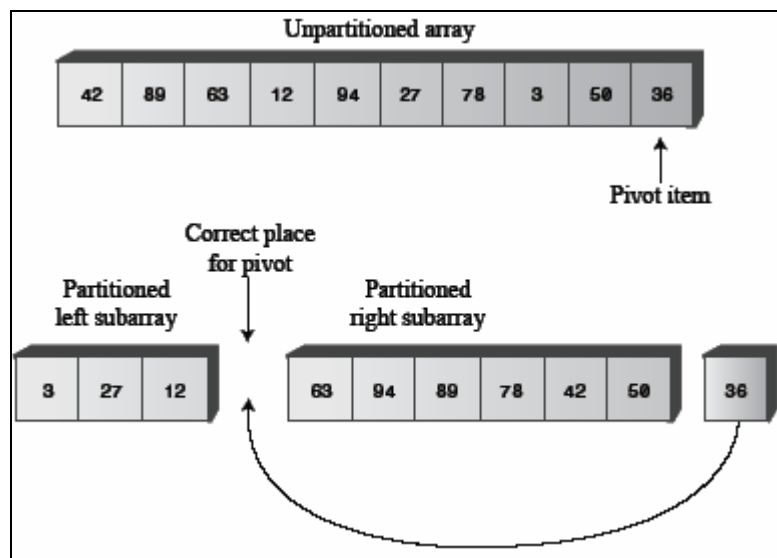 Unpartitioned array
42 89 63 12 94 27 78 3 50 36
Pivot item
Correct place
for pivot
Partitioned
left subarray
Partitioned
right subarray
3 27 12 63 94 89 78 42 50 36